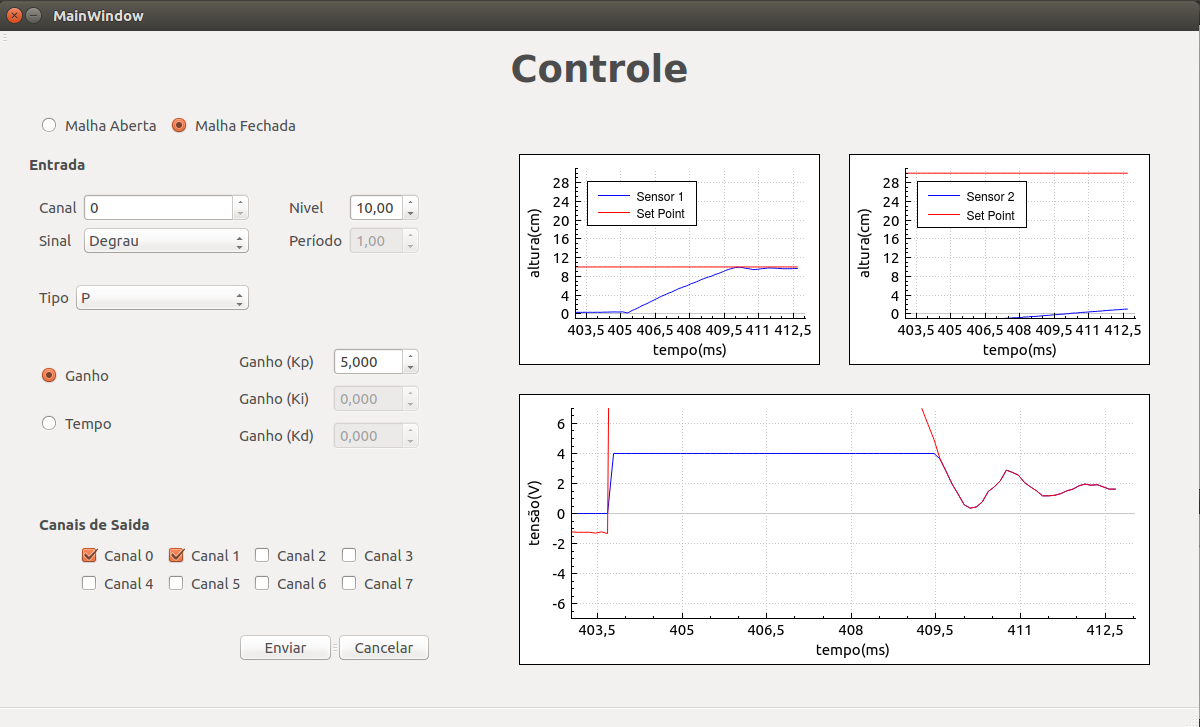 MainWindow
Controle
Malha Aberta Malha Fechada
Entrada
Canal 0 Nivel 10,00
Sinal Degrau Período 1,00
Tipo P
Ganho
Tempo
Ganho (Kp) 5,000
Ganho (Ki) 0,000
Ganho (Kd) 0,000
Canais de Saida
Canal 0 Canal 1 Canal 2 Canal 3
Canal 4 Canal 5 Canal 6 Canal 7
Enviar Cancelar
altura(cm)
28
24
20
16
12
8
4
0
Sensor 1
Set Point
403,5 405 406,5 408 409,5 411 412,5
tempo(ms)
altura(cm)
28
24
20
16
12
8
4
0
Sensor 2
Set Point
403,5 405 406,5 408 409,5 411 412,5
tempo(ms)
tensão(V)
6
4
2
0
-2
-4
-6
403,5 405 406,5 408 409,5 411 412,5
tempo(ms)